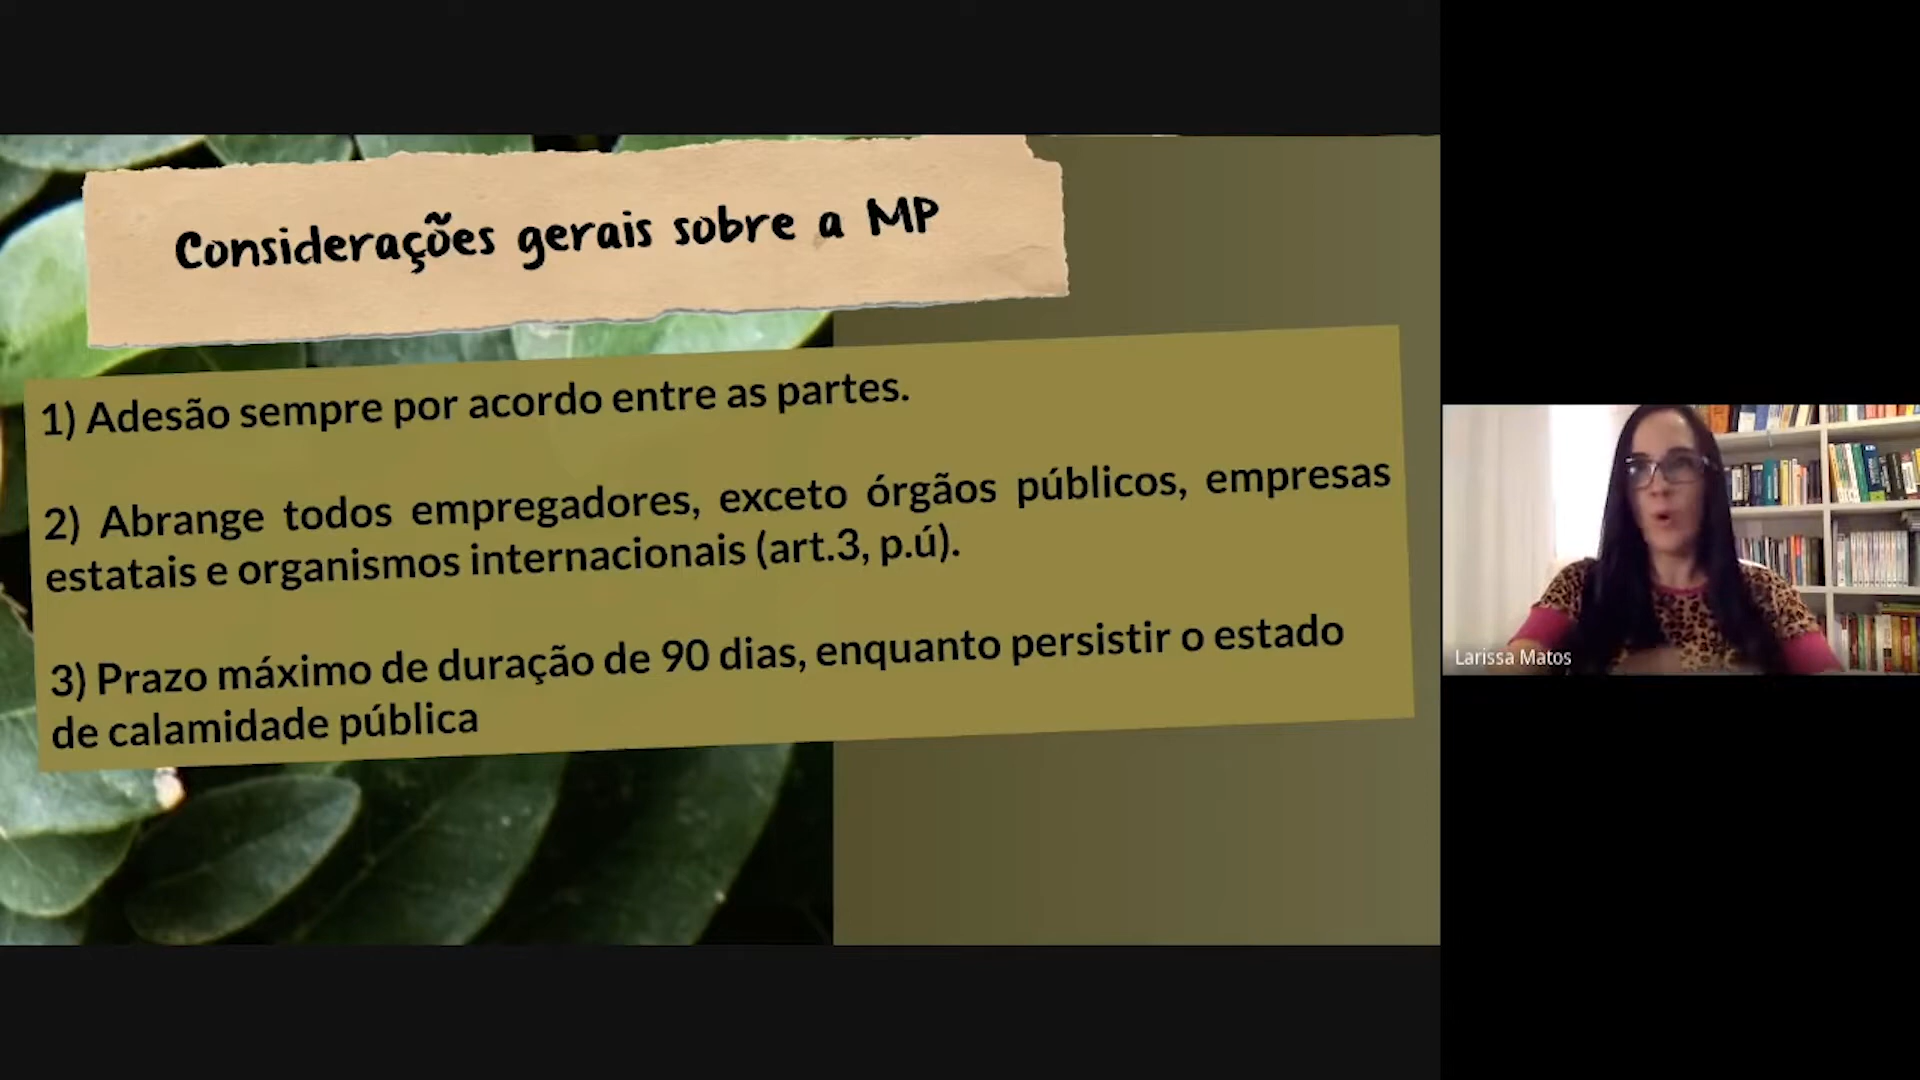 Considerações gerais sobre a MP
1) Adesão sempre por acordo entre as partes.
2) Abrange todos empregadores, exceto órgãos públicos, empresas
estatais e organismos internacionais (art.3, p.ú).
3) Prazo máximo de duração de 90 dias, enquanto persistir o estado
de calamidade pública
Larissa Matos